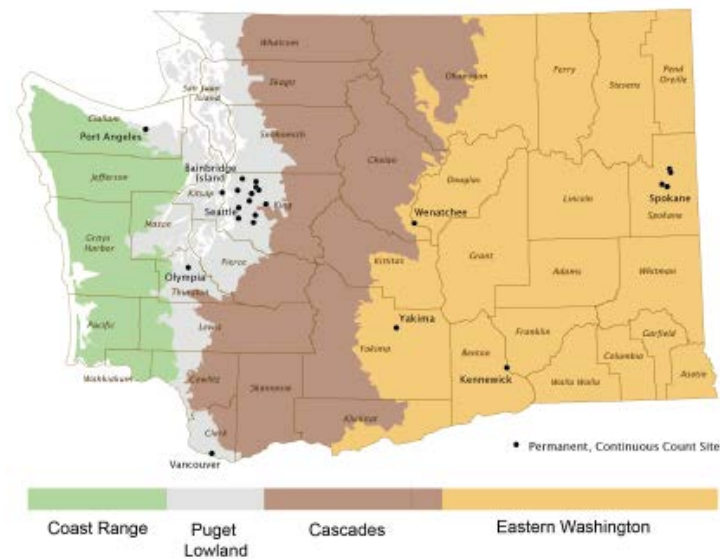 Whatcom
Okanogan
Ferry
Stevens
Pend
Oreille
San Juan
Island
Skagit
Clallam
Port Angeles
Snohomish
Chelan
Jefferson
Bainbridge
Island
Kitsap
Douglas
Lincoln
Spokane
Spokane
Seattle
King
Wenatchee
Grays
Harbor
Mason
Kittitas
Grant
Adams
Whitman
Pierce
Olympia
Thurston
Pacific
Lewis
Yakima
Yakima
Franklin
Garfield
Benton
Columbia
Wahkiakum
Cowlitz
Skamania
Kennewick
Walla Walla
Asotin
Klickitat
Clark
Vancouver
Permanent, Continuous Count Site
Coast Range
Puget
Lowland
Cascades
Eastern Washington